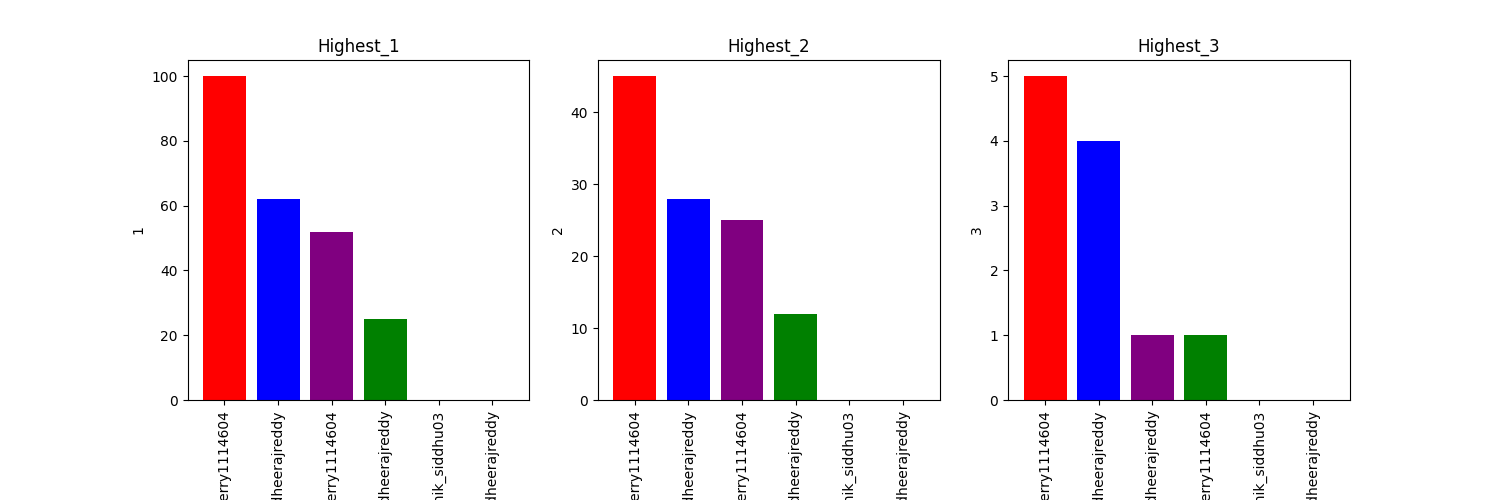 Highest_1
100
80
60
40
20
0
1
erry1114604
dheerajreddy
erry1114604
dheerajreddy
nik_siddhu03
dheerajreddy
Highest_2
40
30
20
10
0
2
erry1114604
dheerajreddy
erry1114604
dheerajreddy
nik_siddhu03
dheerajreddy
Highest_3
5
4
3
2
1
0
3
erry1114604
dheerajreddy
dheerajreddy
erry1114604
nik_siddhu03
dheerajreddy